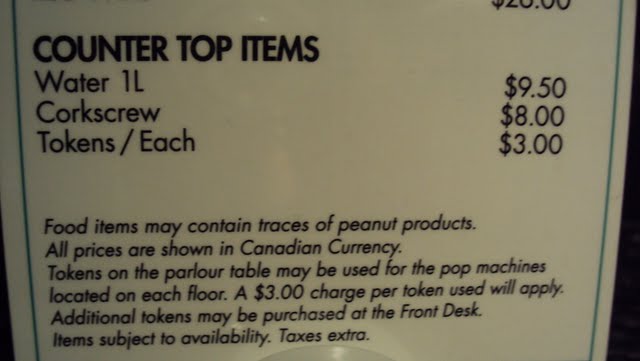 $20.00
COUNTER TOP ITEMS
Water 1L $9.50
Corkscrew $8.00
Tokens / Each $3.00
Food items may contain traces of peanut products.
All prices are shown in Canadian Currency.
Tokens on the parlour table may be used for the pop machines
located on each floor. A $3.00 charge per token used will apply.
Additional tokens may be purchased at the Front Desk.
Items subject to availability. Taxes extra.